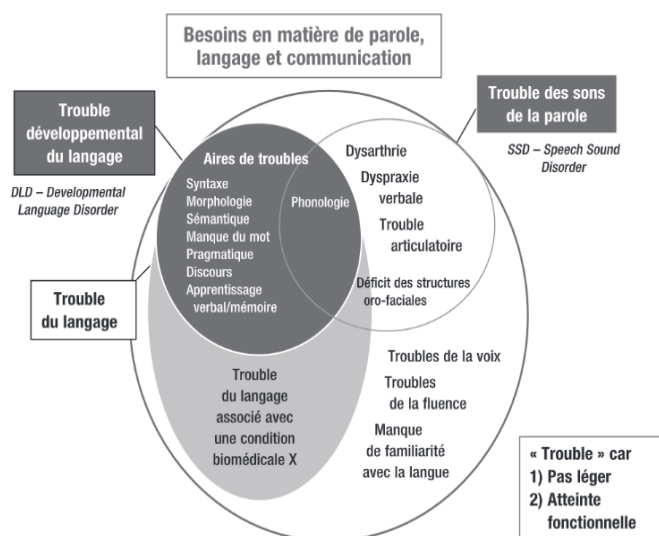 Besoins en matière de parole,
langage et communication
Trouble
développemental
du langage
DLD – Developmental
Language Disorder
Trouble des sons
de la parole
SSD – Speech Sound
Disorder
Aires de troubles
Syntaxe
Morphologie
Sémantique
Manque du mot
Pragmatique
Discours
Apprentissage
verbal/mémoire
Phonologie
Dysarthrie
Dyspraxie
verbale
Trouble
articulatoire
Déficit des structures
oro-faciales
Trouble
du langage
Trouble
du langage
associé avec
une condition
biomédicale X
Troubles de la voix
Troubles
de la fluence
Manque
de familiarité
avec la langue
« Trouble » car
1) Pas léger
2) Atteinte
fonctionnelle